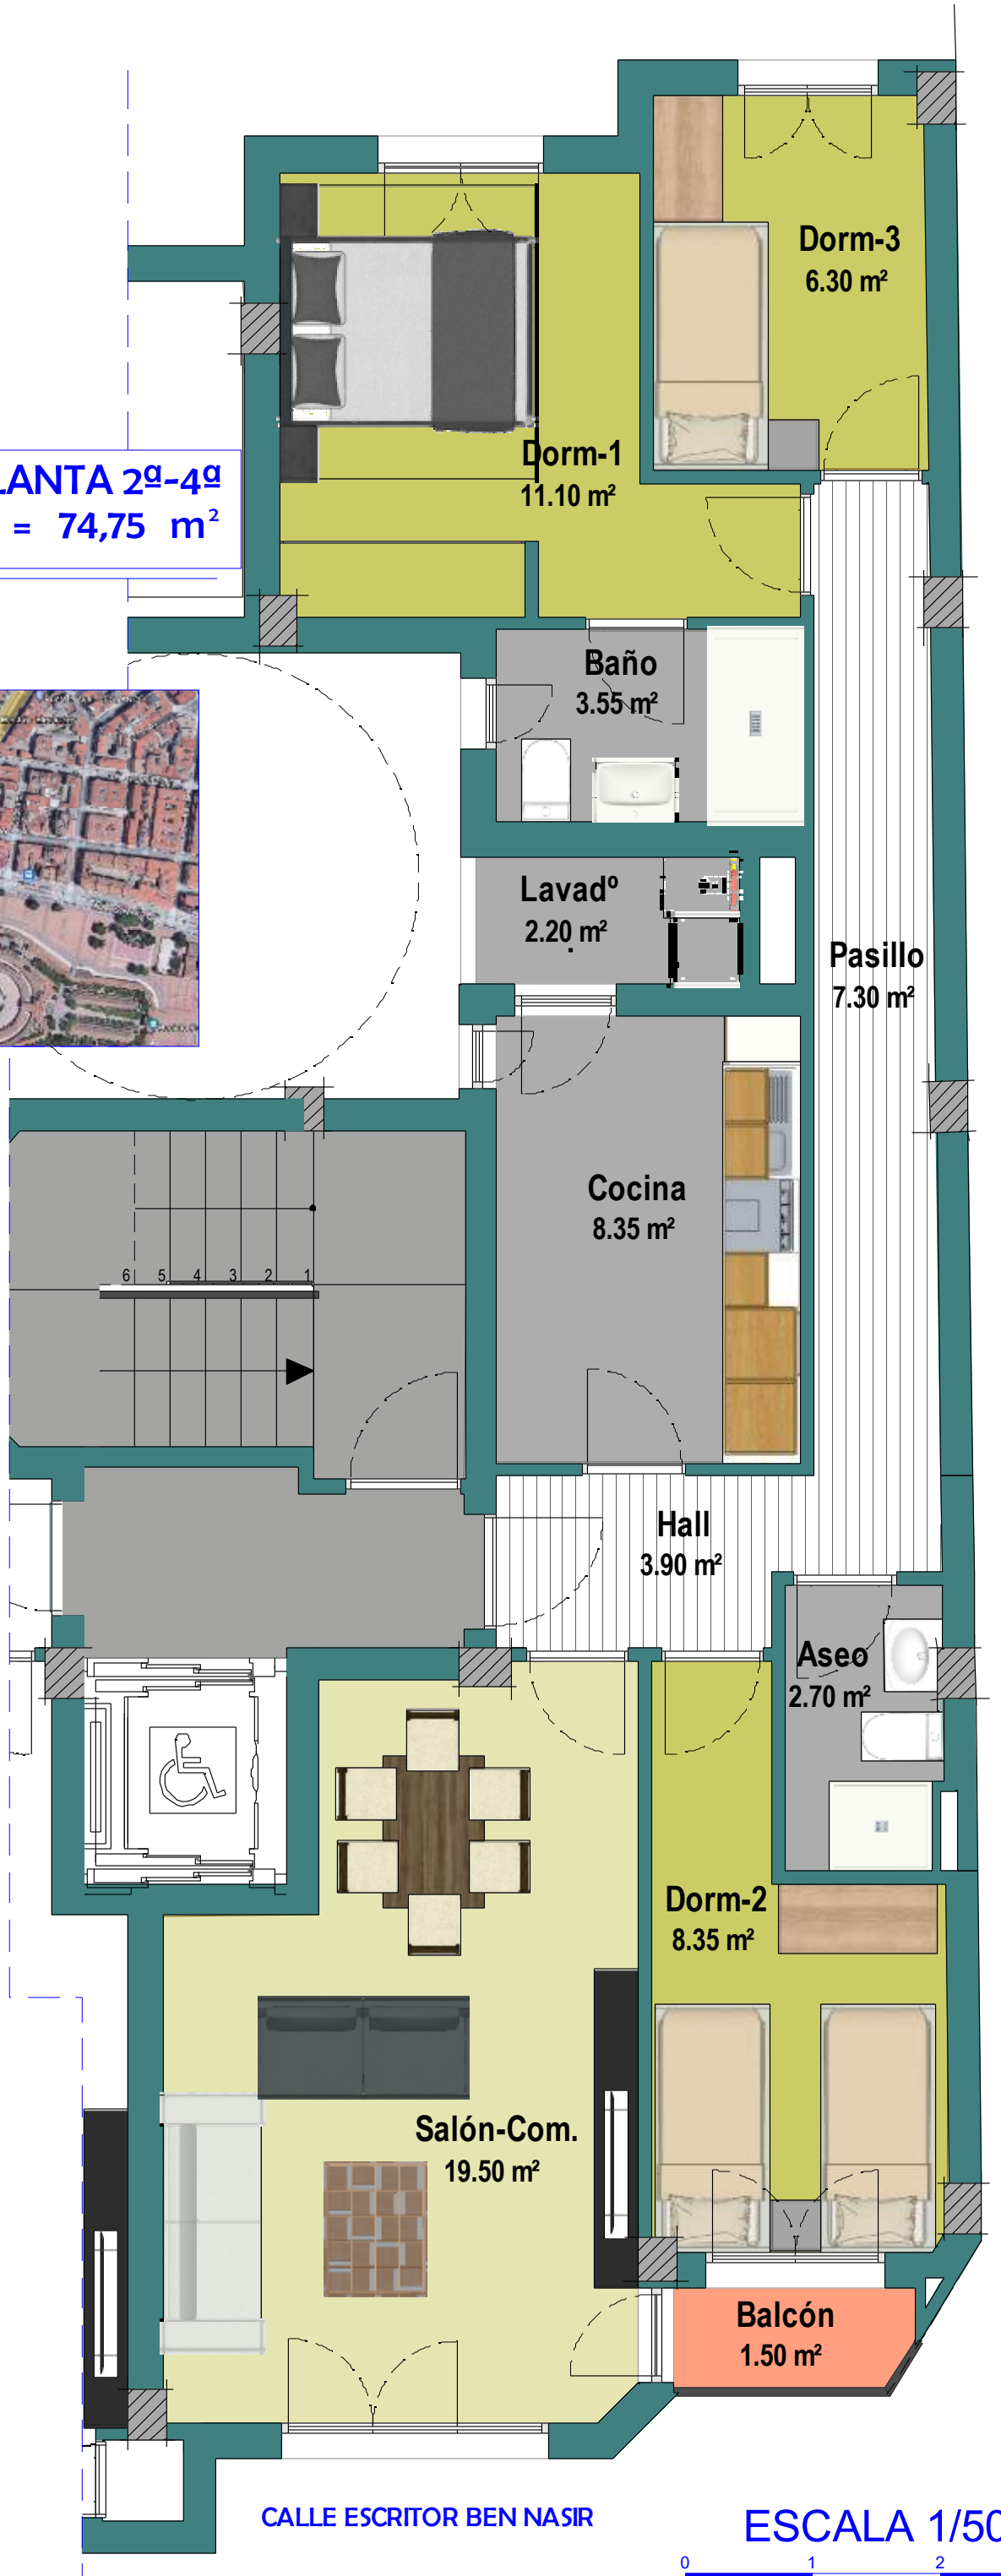 Dorm-3
6.30 m²
Dorm-1
11.10 m²
LANTA 2ª-4ª
= 74,75 m²
Baño
3.55 m²
Lavadº
2.20 m²
Pasillo
7.30 m²
Cocina
8.35 m²
6 5 4 3 2 1
Hall
3.90 m²
Aseo
2.70 m²
Dorm-2
8.35 m²
Salón-Com.
19.50 m²
Balcón
1.50 m²
CALLE ESCRITOR BEN NASIR
ESCALA 1/50
0 1 2